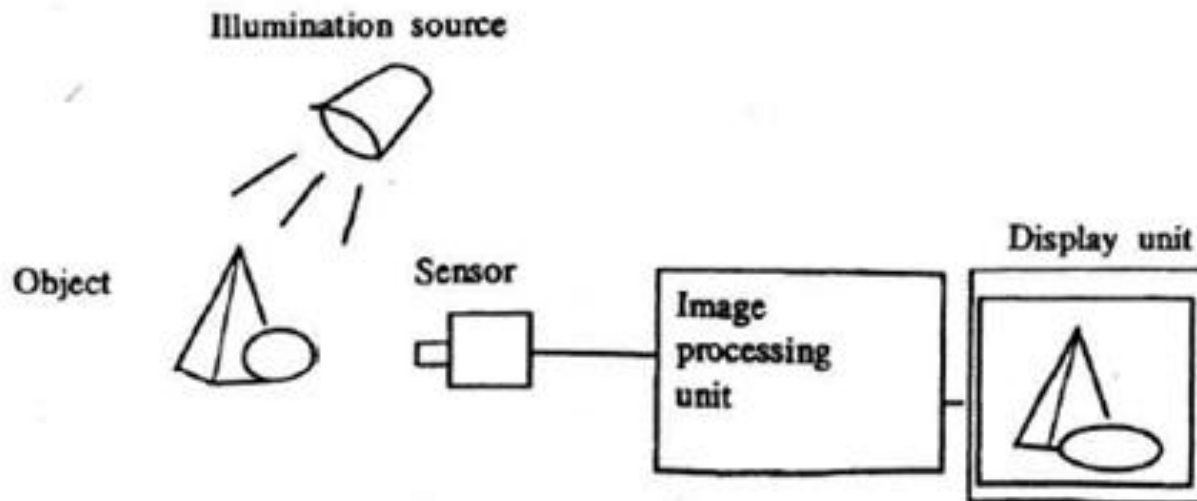 Illumination source
Object
Sensor
Image
processing
unit
Display unit